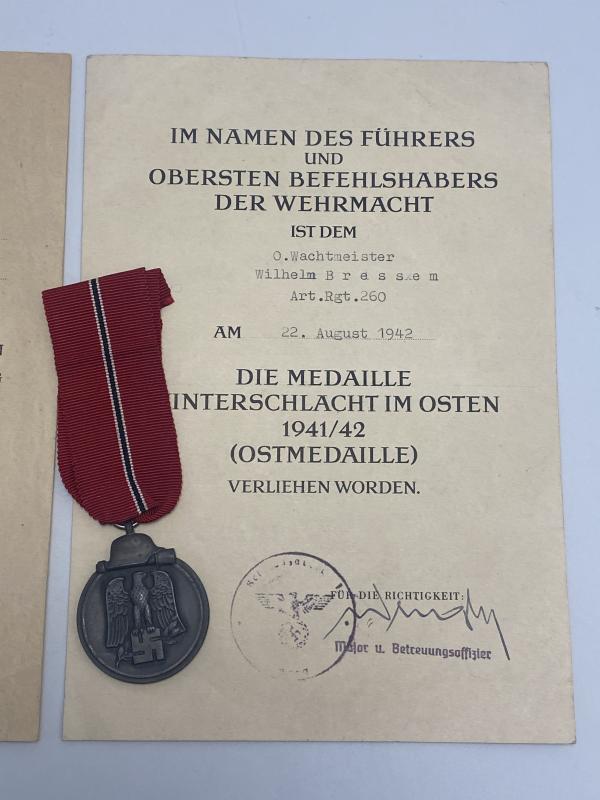 IM NAMEN DES FÜHRERS
UND
OBERSTEN BEFEHLSHABERS
DER WEHRMACHT
IST DEM
O.Wachtmeister
Wilhelm
Art.Rgt.260
AM 22. August 1942
DIE MEDAILLE
INTERSCHLACHT IM OSTEN
1941/42
(OSTMEDAILLE)
VERLIEHEN WORDEN.
FÜR DIE RICHTIGKEIT:
Major u. Betreuungsoffizier